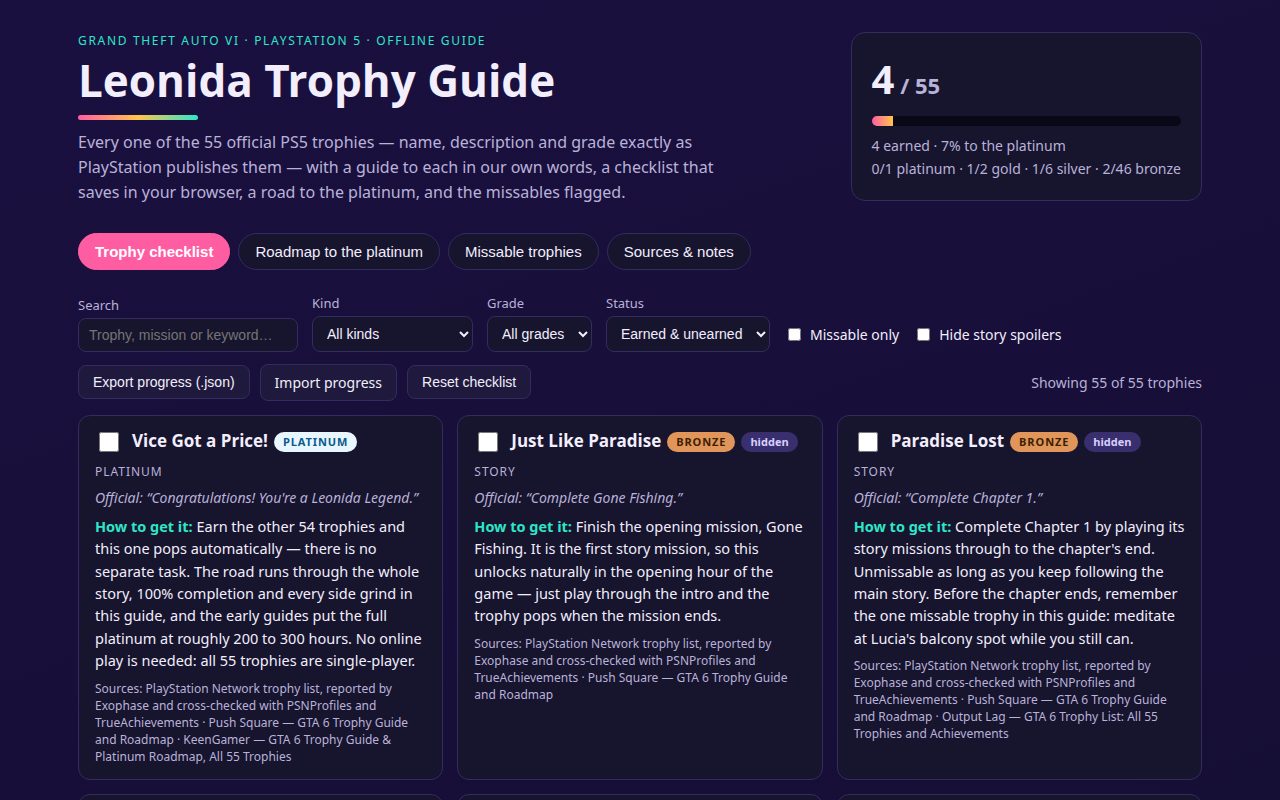 GRAND THEFT AUTO VI · PLAYSTATION 5 · OFFLINE GUIDE
Leonida Trophy Guide
Every one of the 55 official PS5 trophies — name, description and grade exactly as
PlayStation publishes them — with a guide to each in our own words, a checklist that
saves in your browser, a road to the platinum, and the missables flagged.
4 / 55
4 earned · 7% to the platinum
0/1 platinum · 1/2 gold · 1/6 silver · 2/46 bronze
Trophy checklist
Roadmap to the platinum
Missable trophies
Sources & notes
Search
Kind
Grade
Status
Trophy, mission or keyword…
All kinds
All grades
Earned & unearned
Missable only
Hide story spoilers
Export progress (.json)
Import progress
Reset checklist
Showing 55 of 55 trophies
Vice Got a Price! PLATINUM
PLATINUM
Official: “Congratulations! You're a Leonida Legend.”
How to get it: Earn the other 54 trophies and
this one pops automatically — there is no
separate task. The road runs through the whole
story, 100% completion and every side grind in
this guide, and the early guides put the full
platinum at roughly 200 to 300 hours. No online
play is needed: all 55 trophies are single-player.
Sources: PlayStation Network trophy list, reported by
Exophase and cross-checked with PSNProfiles and
TrueAchievements · Push Square — GTA 6 Trophy Guide
and Roadmap · KeenGamer — GTA 6 Trophy Guide &
Platinum Roadmap, All 55 Trophies
Just Like Paradise BRONZE hidden
STORY
Official: “Complete Gone Fishing.”
How to get it: Finish the opening mission, Gone
Fishing. It is the first story mission, so this
unlocks naturally in the opening hour of the
game — just play through the intro and the
trophy pops when the mission ends.
Sources: PlayStation Network trophy list, reported by
Exophase and cross-checked with PSNProfiles and
TrueAchievements · Push Square — GTA 6 Trophy Guide
and Roadmap
Paradise Lost BRONZE hidden
STORY
Official: “Complete Chapter 1.”
How to get it: Complete Chapter 1 by playing its
story missions through to the chapter's end.
Unmissable as long as you keep following the
main story. Before the chapter ends, remember
the one missable trophy in this guide: meditate
at Lucia's balcony spot while you still can.
Sources: PlayStation Network trophy list, reported by
Exophase and cross-checked with PSNProfiles and
TrueAchievements · Push Square — GTA 6 Trophy Guide
and Roadmap · Output Lag — GTA 6 Trophy List: All 55
Trophies and Achievements